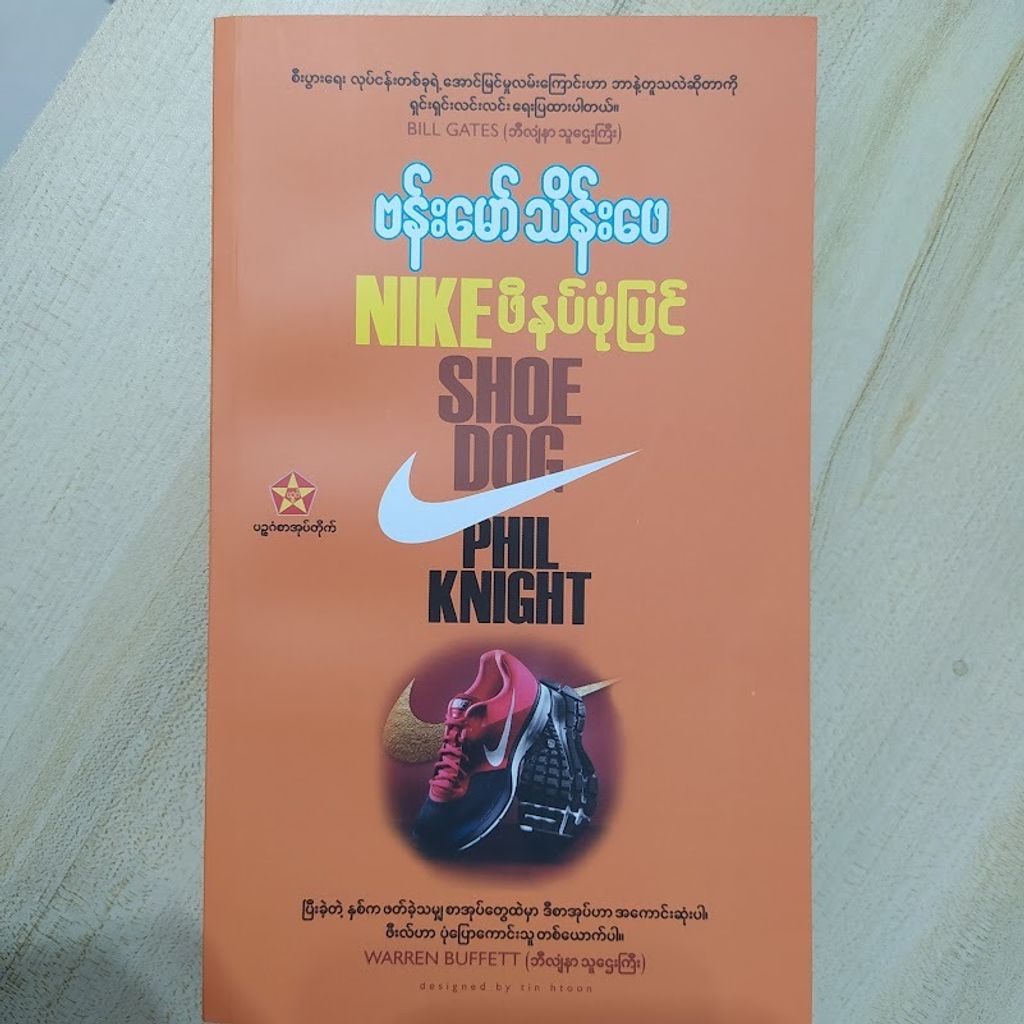 စီးပွားရေး လုပ်ငန်းတစ်ခုရဲ့ အောင်မြင်မှုလမ်းကြောင်းဟာ ဘာနဲ့တူသလဲဆိုတာကို
ရှင်းရှင်းလင်းလင်း ရေးပြထားပါတယ်။
BILL GATES (ဘီလျံနာ သူဌေးကြီး)
ဗန်းမော် သိန်းဖေ
NIKE ဖိနပ်ပုံပြင်
SHOE
DOG
ပဉ္စဂံစာအုပ်တိုက်
PHIL
KNIGHT
ပြီးခဲ့တဲ့ နှစ်က ဖတ်ခဲ့သမျှ စာအုပ်တွေထဲမှာ ဒီစာအုပ်ဟာ အကောင်းဆုံးပါ၊
ဖီးလ်ဟာ ပုံပြောကောင်းသူ တစ်ယောက်ပါ။
WARREN BUFFETT (ဘီလျံနာ သူဌေးကြီး)
designed by tin htoon